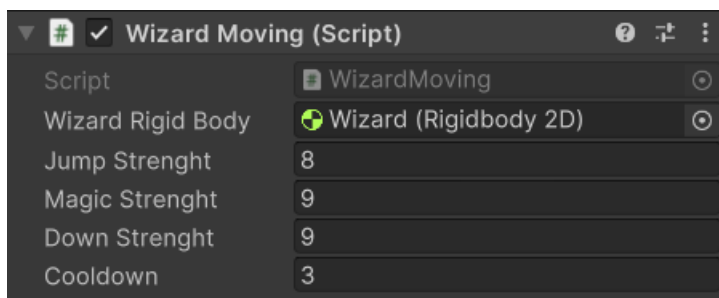 Wizard Moving (Script)
Script WizardMoving
Wizard Rigid Body Wizard (Rigidbody 2D)
Jump Strenght 8
Magic Strenght 9
Down Strenght 9
Cooldown 3